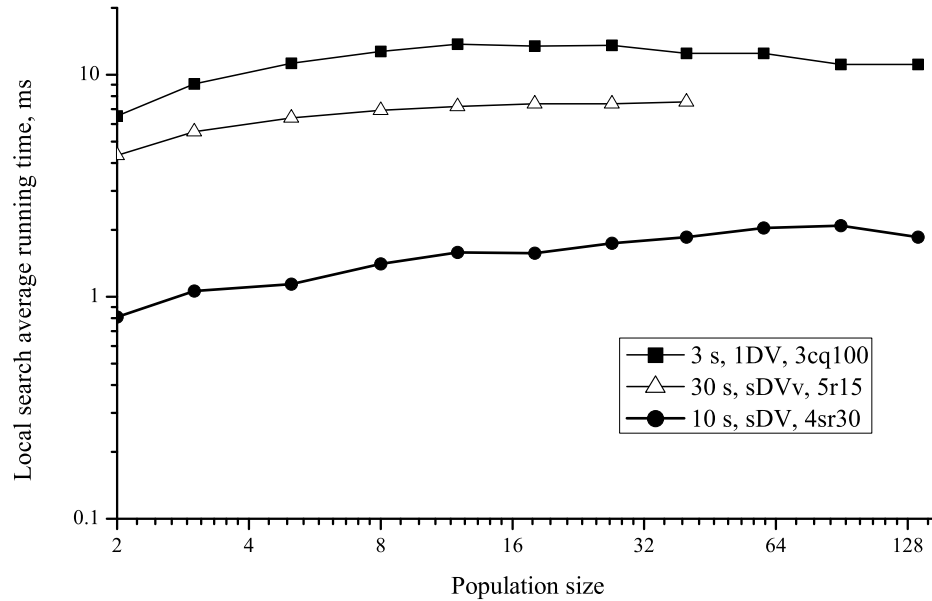 Local search average running time, ms
10
1
0.1
2 4 8 16 32 64 128
Population size
3 s, 1DV, 3cq100
30 s, sDVv, 5r15
10 s, sDV, 4sr30